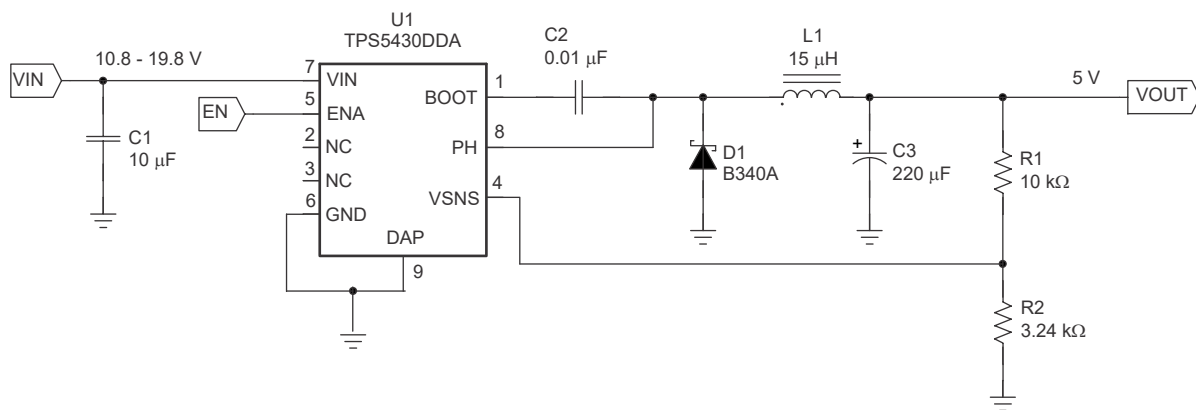 U1
TPS5430DDA
C2
0.01 μF
L1
15 μH
10.8 - 19.8 V
5 V
VIN
7
VIN
1
BOOT
VOUT
EN
5
ENA
C1
10 μF
2
NC
8
PH
D1
B340A
+
C3
220 μF
R1
10 kΩ
3
NC
4
VSNS
6
GND
DAP
9
R2
3.24 kΩ